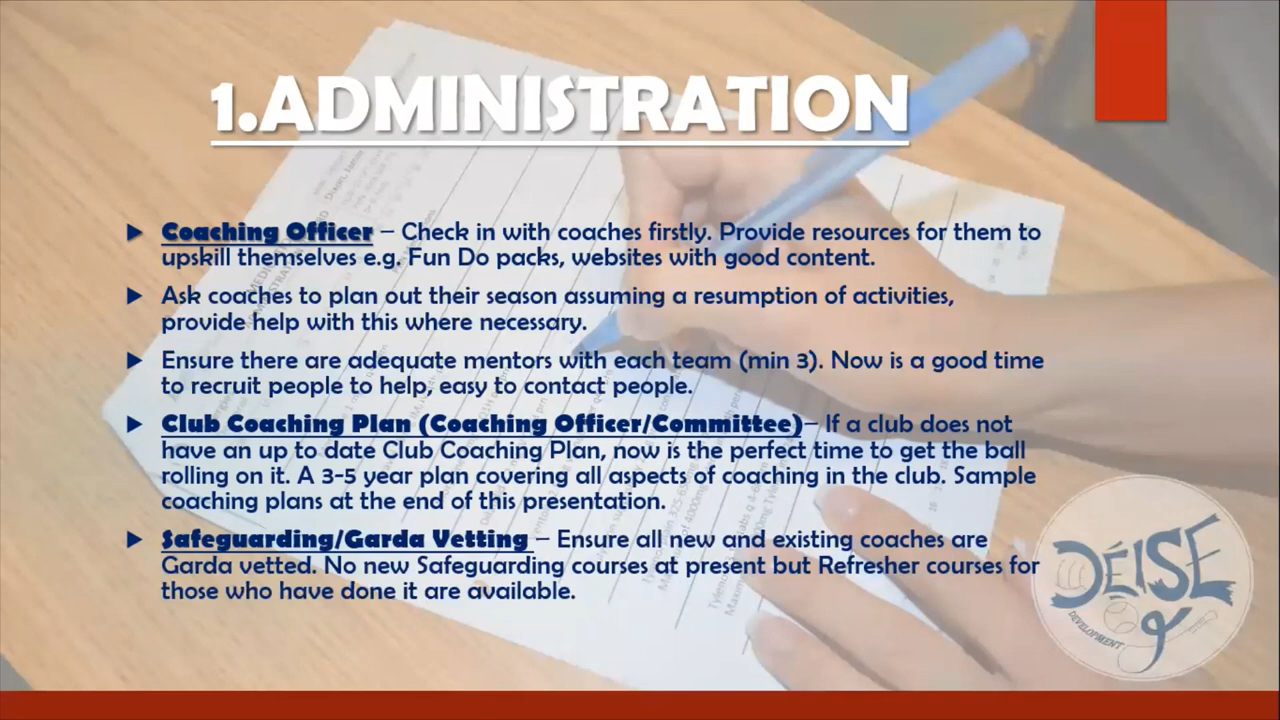 1.ADMINISTRATION
Coaching Officer – Check in with coaches firstly. Provide resources for them to
upskill themselves e.g. Fun Do packs, websites with good content.
Ask coaches to plan out their season assuming a resumption of activities,
provide help with this where necessary.
Ensure there are adequate mentors with each team (min 3). Now is a good time
to recruit people to help, easy to contact people.
Club Coaching Plan (Coaching Officer/Committee)– If a club does not
have an up to date Club Coaching Plan, now is the perfect time to get the ball
rolling on it. A 3-5 year plan covering all aspects of coaching in the club. Sample
coaching plans at the end of this presentation.
Safeguarding/Garda Vetting – Ensure all new and existing coaches are
Garda vetted. No new Safeguarding courses at present but Refresher courses for
those who have done it are available.
DÉISE
DEVELOPMENT